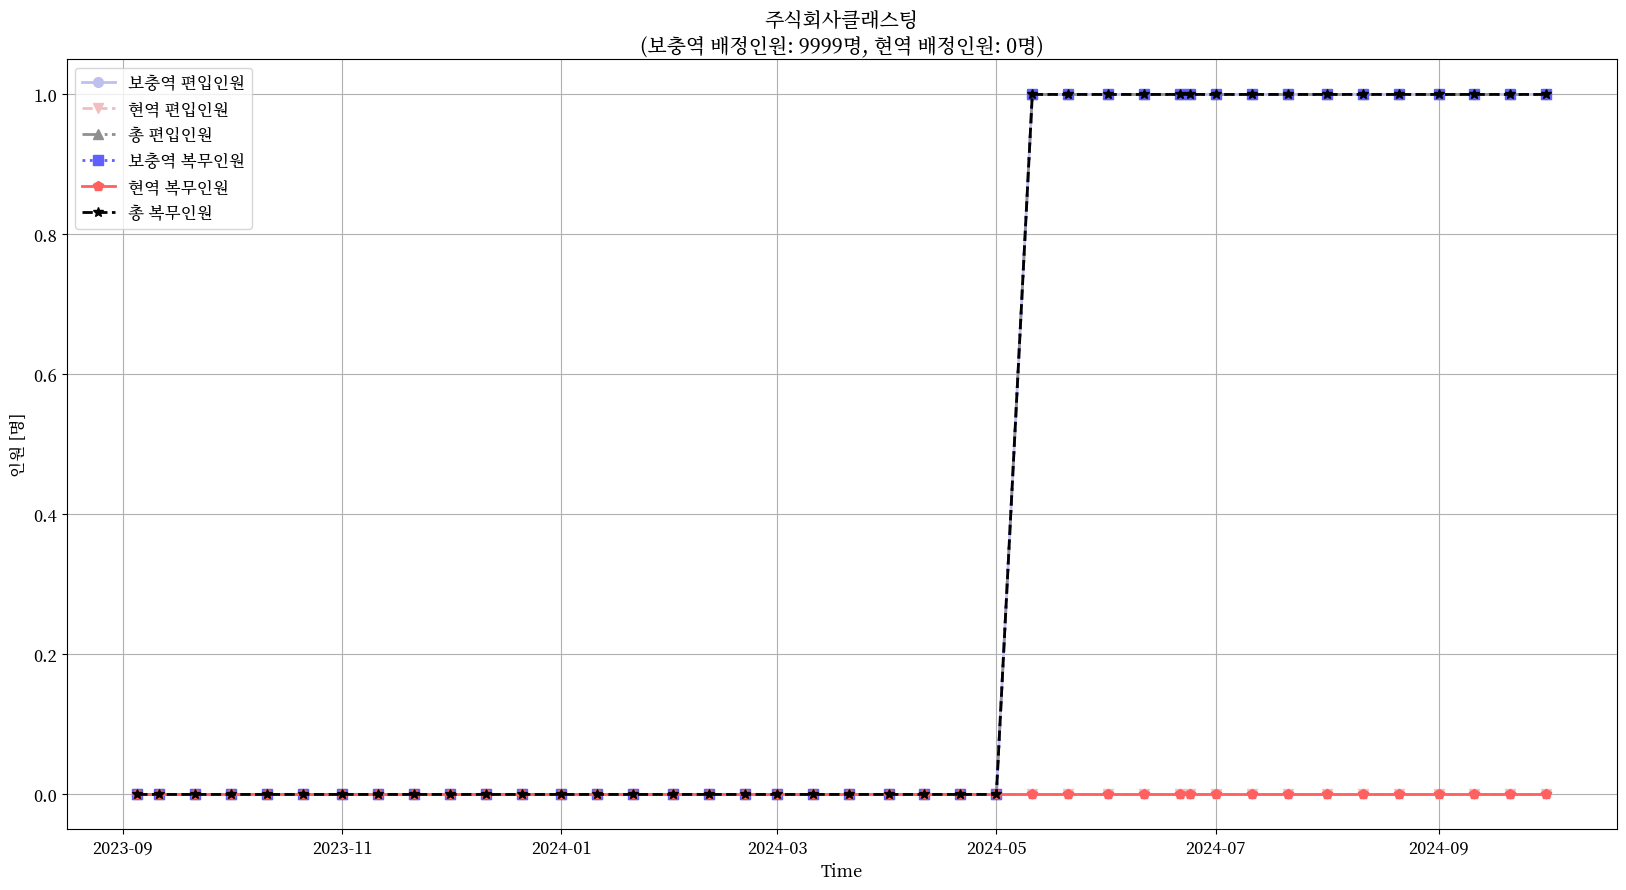 주식회사클래스팅
(보충역 배정인원: 9999명, 현역 배정인원: 0명)
보충역 편입인원
현역 편입인원
총 편입인원
보충역 복무인원
현역 복무인원
총 복무인원
1.0
0.8
0.6
0.4
0.2
0.0
인원 [명]
2023-09
2023-11
2024-01
2024-03
2024-05
2024-07
2024-09
Time